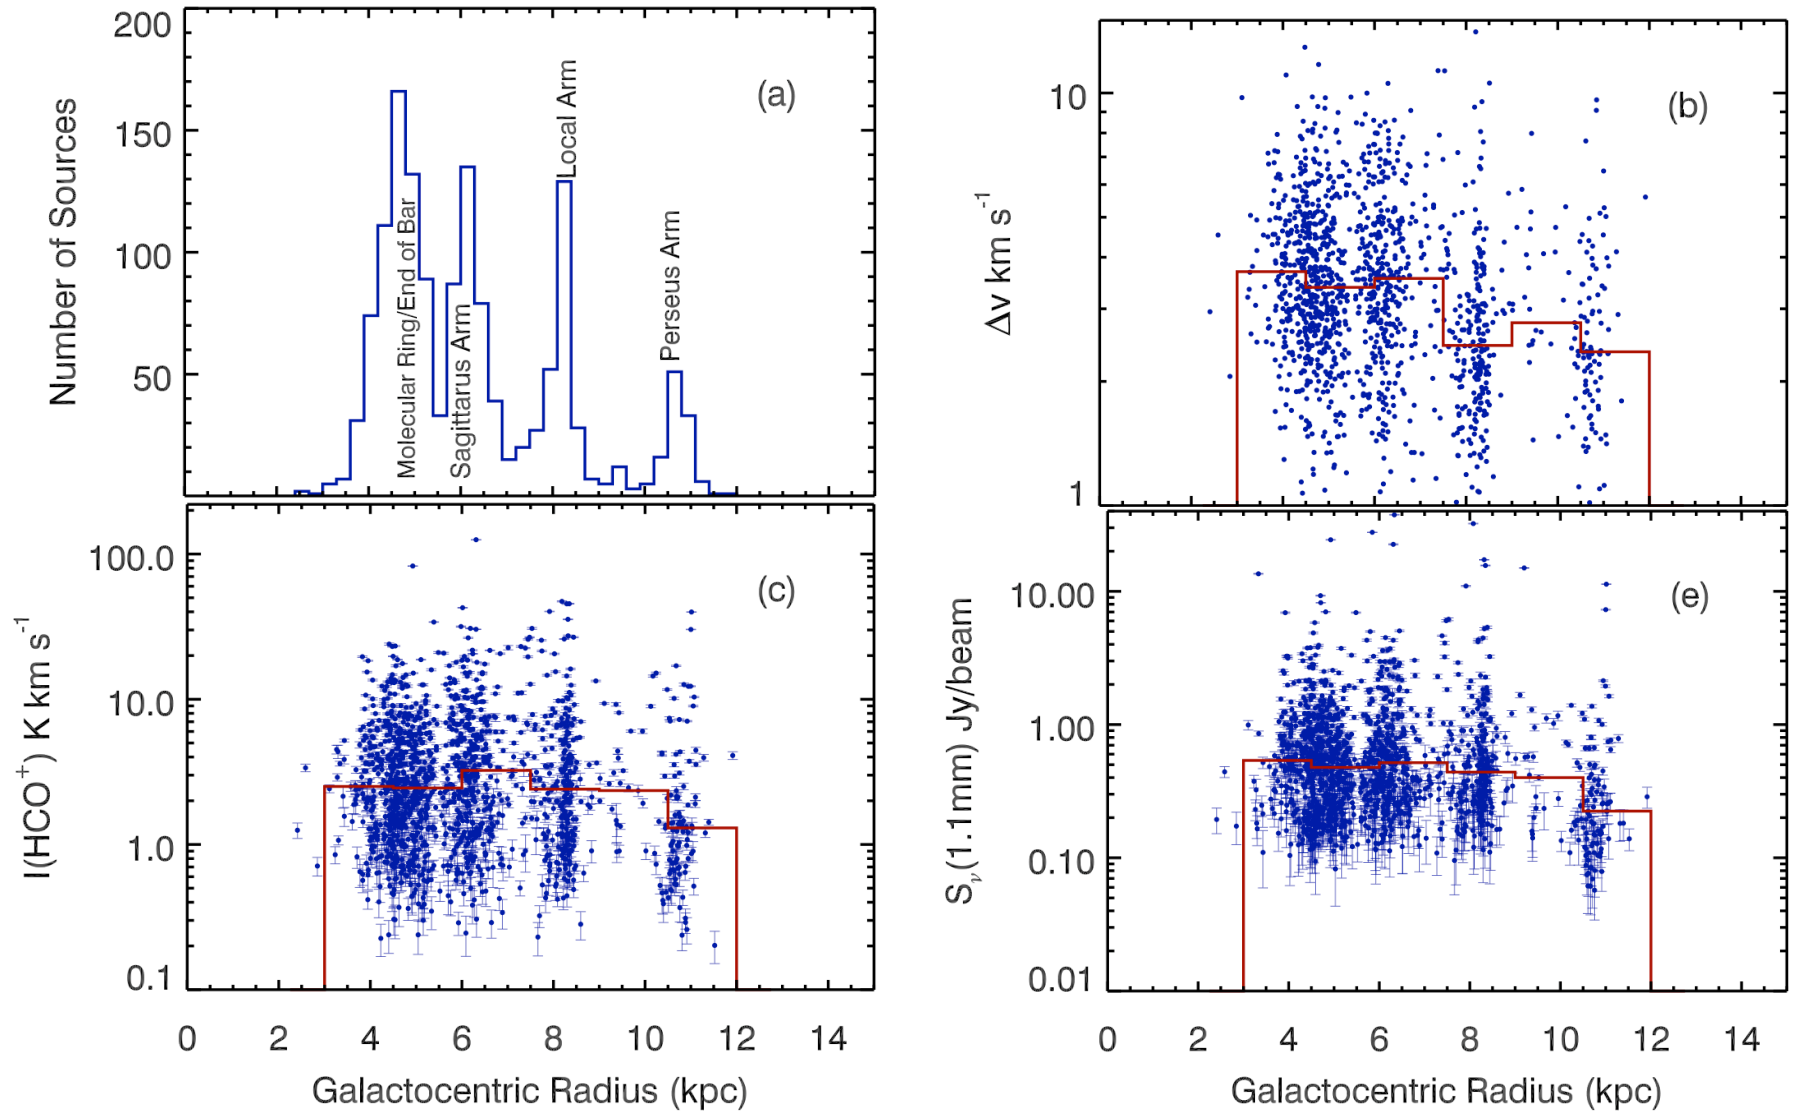 200
150
100
50
Number of Sources
Molecular Ring/End of Bar
Sagittarus Arm
Local Arm
Perseus Arm
(a)
10
1
Δv km s⁻¹
(b)
100.0
10.0
1.0
0.1
I(HCO⁺) K km s⁻¹
(c)
0 2 4 6 8 10 12 14
Galactocentric Radius (kpc)
10.00
1.00
0.10
0.01
Sν(1.1mm) Jy/beam
(e)
0 2 4 6 8 10 12 14
Galactocentric Radius (kpc)